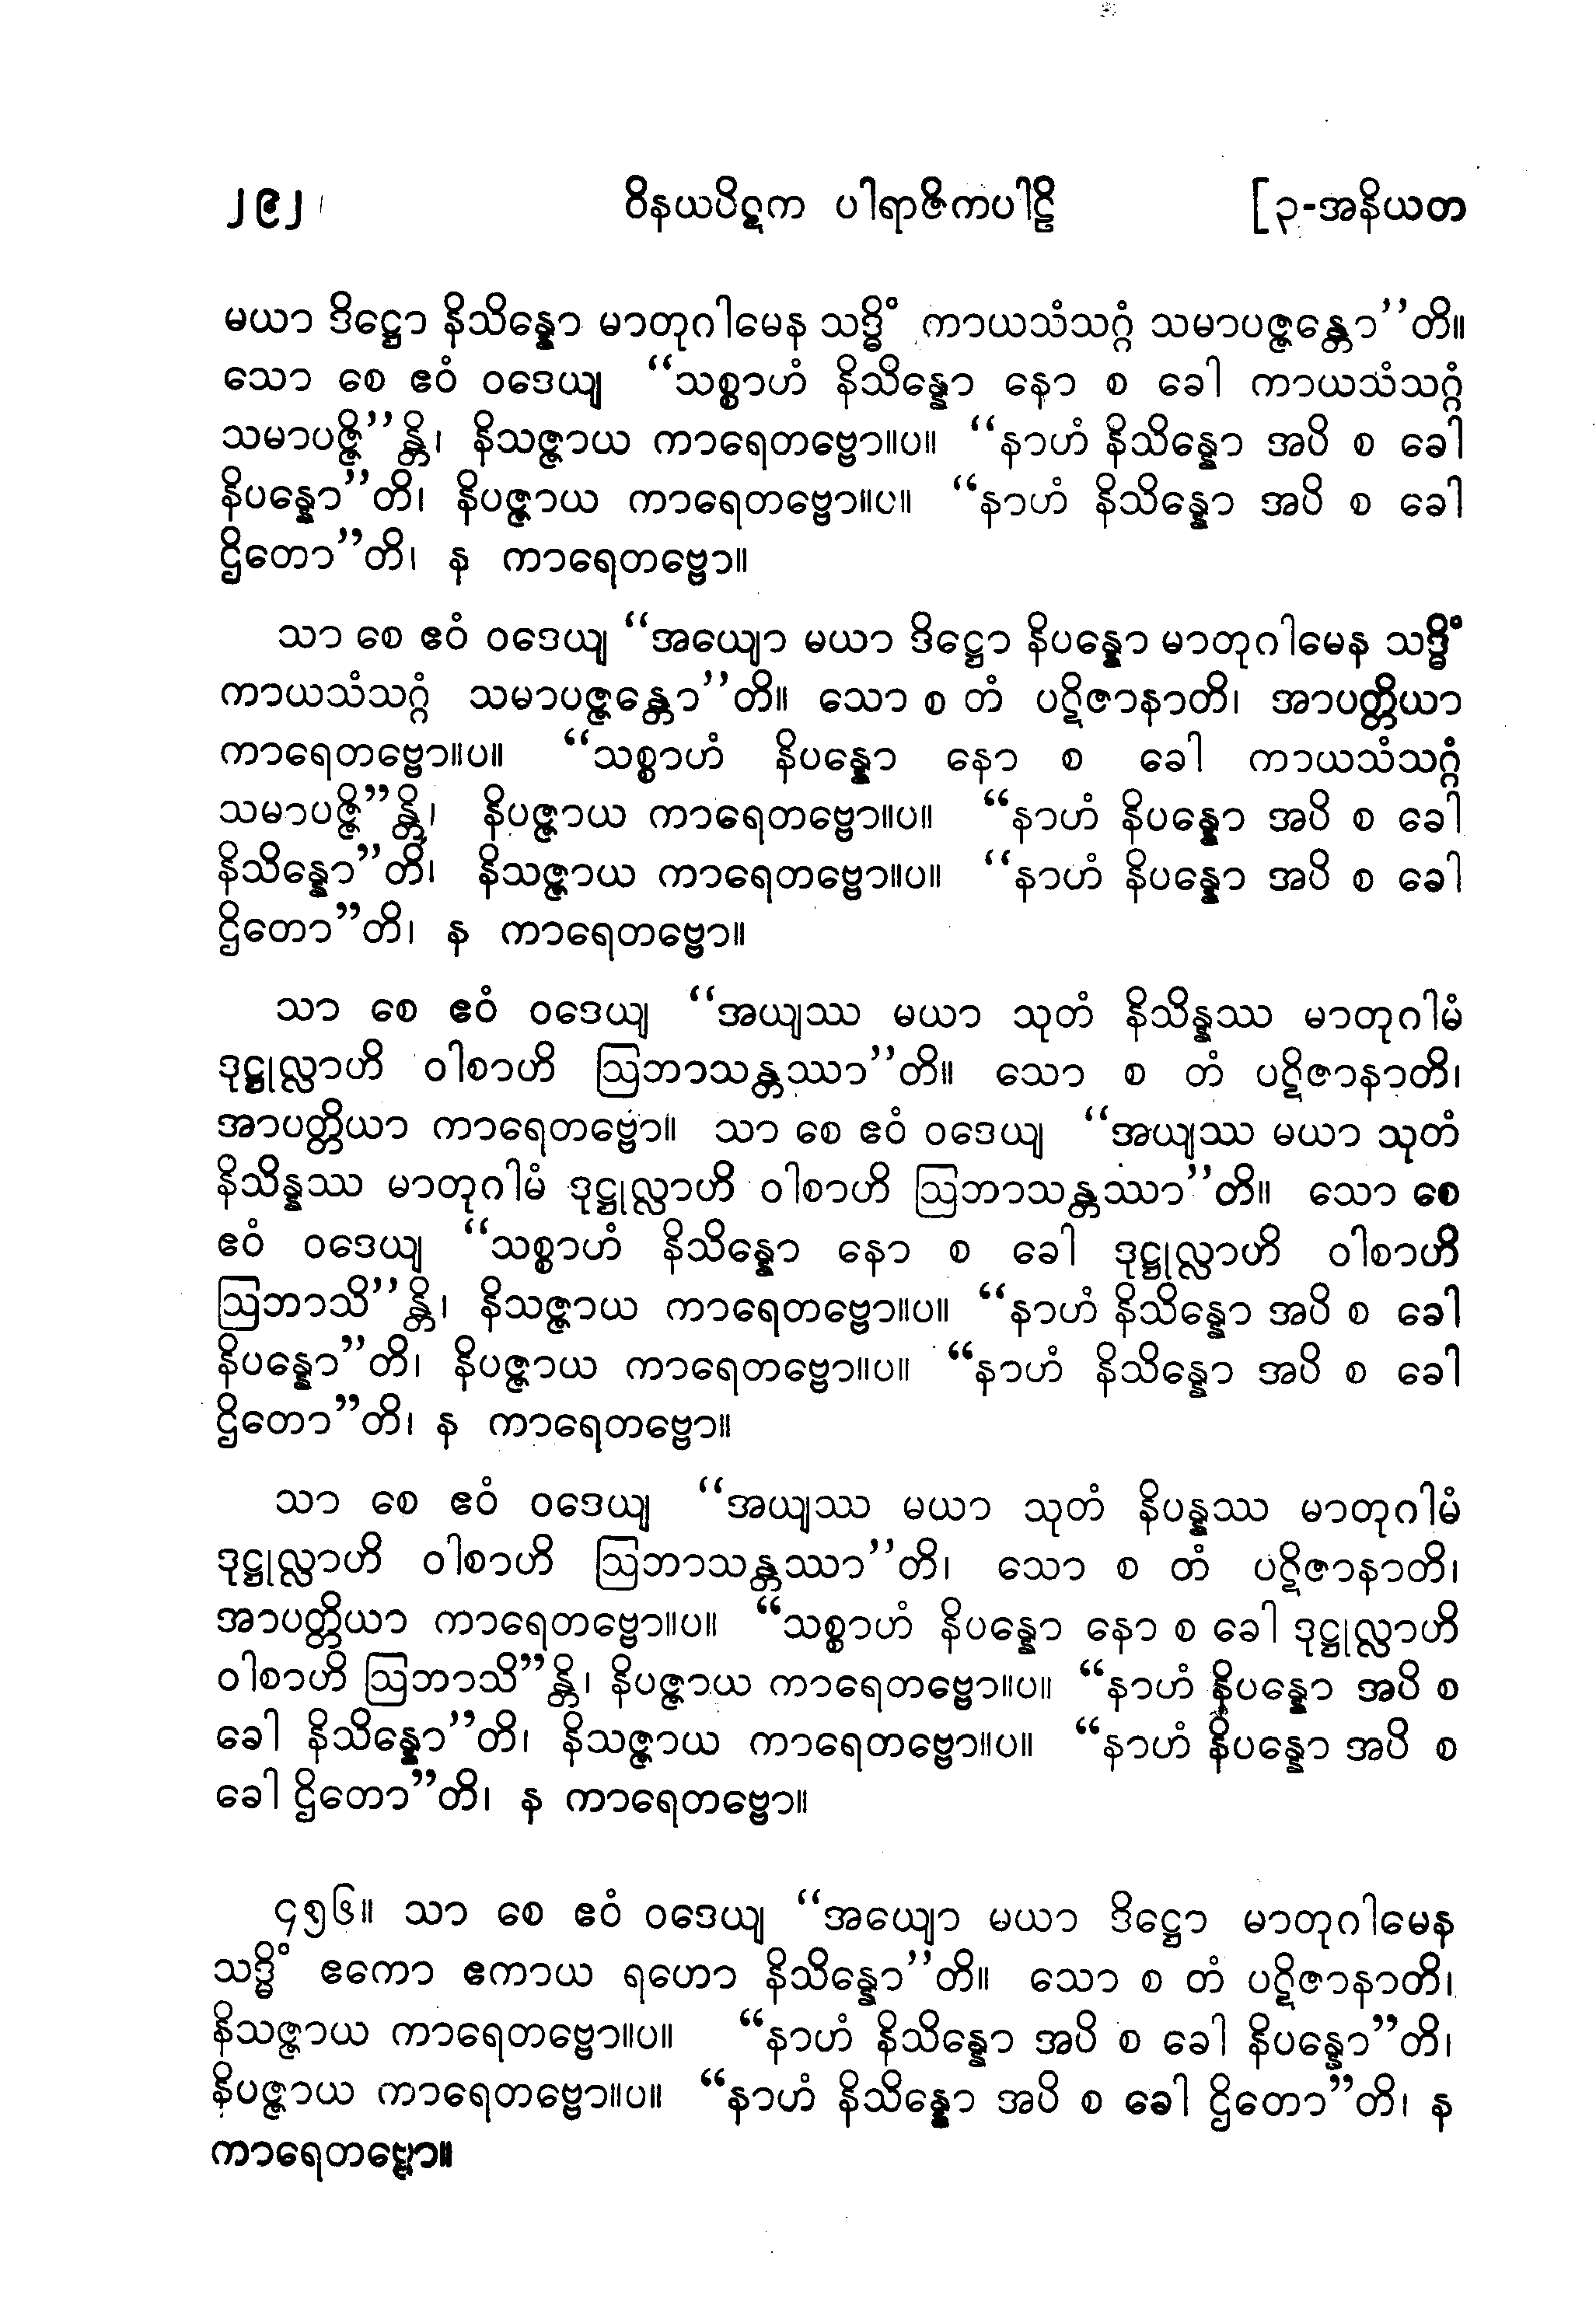 ၂၉၂ ဝိနယပိဋက ပါရာဇိကပါဠိ [၃-အနိယတ
မယာ ဒိဋ္ဌော နိသိန္နော မာတုဂါမေန သဒ္ဓိံ ကာယသံသဂ္ဂံ သမာပဇ္ဇန္တော’’တိ။
သော စေ ဧဝံ ဝဒေယျ ‘‘သစ္စာဟံ နိသိန္နော နော စ ခေါ ကာယသံသဂ္ဂံ
သမာပဇ္ဇိ’’န္တိ၊ နိသဇ္ဇာယ ကာရေတဗ္ဗော။ပ။ ‘‘နာဟံ နိသိန္နော အပိ စ ခေါ
နိပန္နော’’တိ၊ နိပဇ္ဇာယ ကာရေတဗ္ဗော။ပ။ ‘‘နာဟံ နိသိန္နော အပိ စ ခေါ
ဌိတော’’တိ၊ န ကာရေတဗ္ဗော။
သာ စေ ဧဝံ ဝဒေယျ ‘‘အယျော မယာ ဒိဋ္ဌော နိပန္နော မာတုဂါမေန သဒ္ဓိံ
ကာယသံသဂ္ဂံ သမာပဇ္ဇန္တော’’တိ။ သော စ တံ ပဋိဇာနာတိ၊ အာပတ္တိယာ
ကာရေတဗ္ဗော။ပ။ ‘‘သစ္စာဟံ နိပန္နော နော စ ခေါ ကာယသံသဂ္ဂံ
သမာပဇ္ဇိ’’န္တိ၊ နိပဇ္ဇာယ ကာရေတဗ္ဗော။ပ။ ‘‘နာဟံ နိပန္နော အပိ စ ခေါ
နိသိန္နော’’တိ၊ နိသဇ္ဇာယ ကာရေတဗ္ဗော။ပ။ ‘‘နာဟံ နိပန္နော အပိ စ ခေါ
ဌိတော’’တိ၊ န ကာရေတဗ္ဗော။
သာ စေ ဧဝံ ဝဒေယျ ‘‘အယျဿ မယာ သုတံ နိသိန္နဿ မာတုဂါမံ
ဒုဋ္ဌုလ္လာဟိ ဝါစာဟိ ဩဘာသန္တဿာ’’တိ။ သော စ တံ ပဋိဇာနာတိ၊
အာပတ္တိယာ ကာရေတဗ္ဗော။ သာ စေ ဧဝံ ဝဒေယျ ‘‘အယျဿ မယာ သုတံ
နိသိန္နဿ မာတုဂါမံ ဒုဋ္ဌုလ္လာဟိ ဝါစာဟိ ဩဘာသန္တဿာ’’တိ။ သော စေ
ဧဝံ ဝဒေယျ ‘‘သစ္စာဟံ နိသိန္နော နော စ ခေါ ဒုဋ္ဌုလ္လာဟိ ဝါစာဟိ
ဩဘာသိ’’န္တိ၊ နိသဇ္ဇာယ ကာရေတဗ္ဗော။ပ။ ‘‘နာဟံ နိသိန္နော အပိ စ ခေါ
နိပန္နော’’တိ၊ နိပဇ္ဇာယ ကာရေတဗ္ဗော။ပ။ ‘‘နာဟံ နိသိန္နော အပိ စ ခေါ
ဌိတော’’တိ၊ န ကာရေတဗ္ဗော။
သာ စေ ဧဝံ ဝဒေယျ ‘‘အယျဿ မယာ သုတံ နိပန္နဿ မာတုဂါမံ
ဒုဋ္ဌုလ္လာဟိ ဝါစာဟိ ဩဘာသန္တဿာ’’တိ၊ သော စ တံ ပဋိဇာနာတိ၊
အာပတ္တိယာ ကာရေတဗ္ဗော။ပ။ ‘‘သစ္စာဟံ နိပန္နော နော စ ခေါ ဒုဋ္ဌုလ္လာဟိ
ဝါစာဟိ ဩဘာသိ’’န္တိ၊ နိပဇ္ဇာယ ကာရေတဗ္ဗော။ပ။ ‘‘နာဟံ နိပန္နော အပိ စ
ခေါ နိသိန္နော’’တိ၊ နိသဇ္ဇာယ ကာရေတဗ္ဗော။ပ။ ‘‘နာဟံ နိပန္နော အပိ စ
ခေါ ဌိတော’’တိ၊ န ကာရေတဗ္ဗော။
၄၅၆။ သာ စေ ဧဝံ ဝဒေယျ ‘‘အယျော မယာ ဒိဋ္ဌော မာတုဂါမေန
သဒ္ဓိံ ဧကော ဧကာယ ရဟော နိသိန္နော’’တိ။ သော စ တံ ပဋိဇာနာတိ၊
နိသဇ္ဇာယ ကာရေတဗ္ဗော။ပ။ ‘‘နာဟံ နိသိန္နော အပိ စ ခေါ နိပန္နော’’တိ၊
နိပဇ္ဇာယ ကာရေတဗ္ဗော။ပ။ ‘‘နာဟံ နိသိန္နော အပိ စ ခေါ ဌိတော’’တိ၊ န
ကာရေတဗ္ဗော။